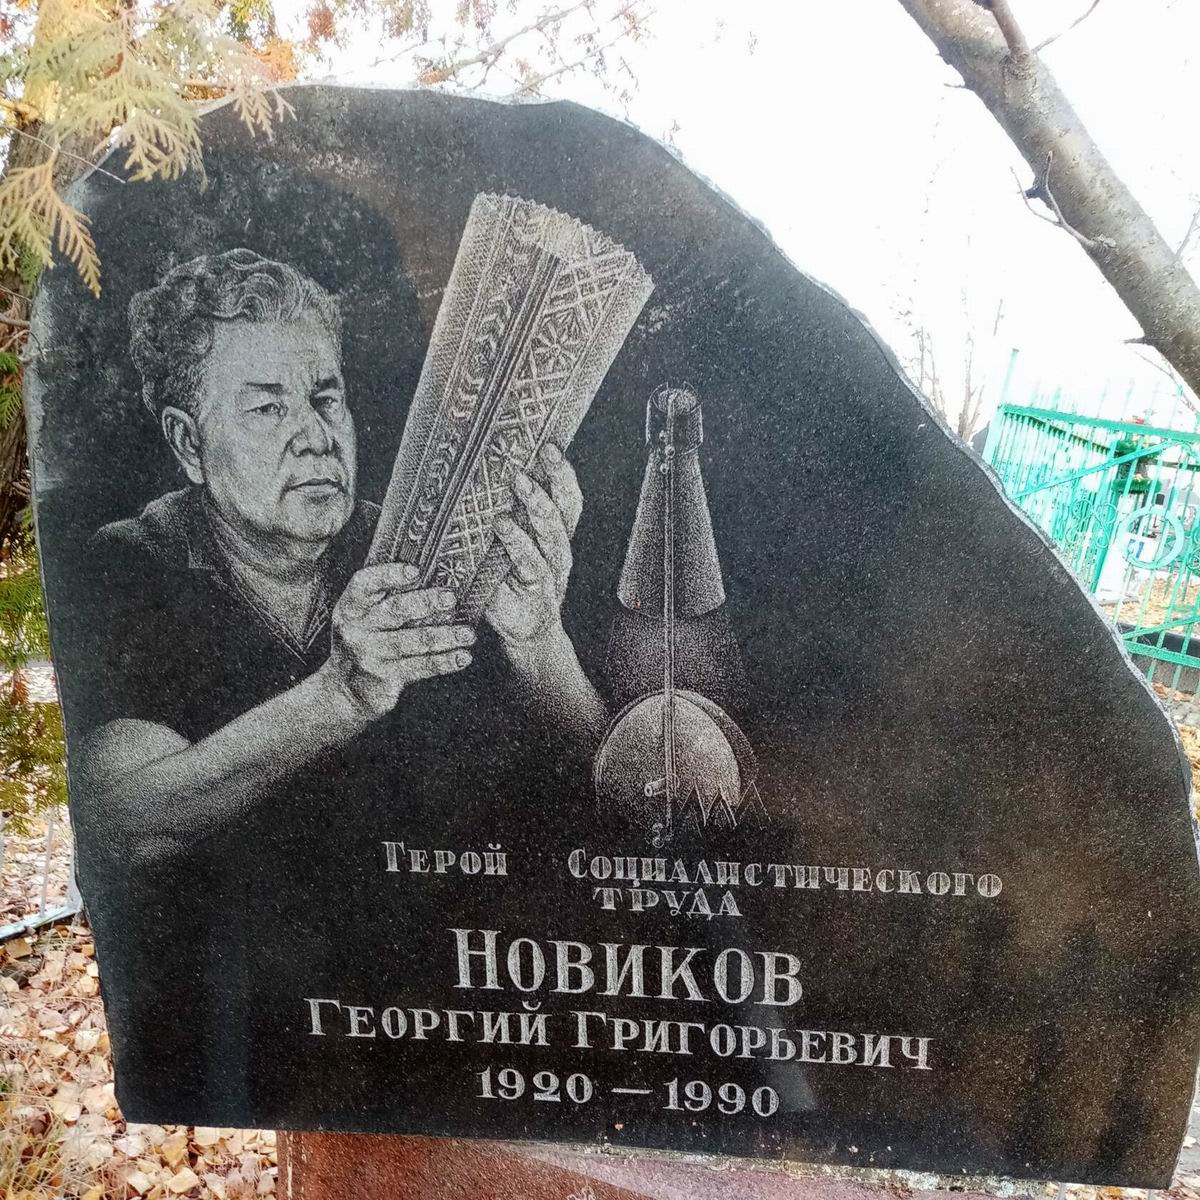 Герой Социалистического
Труда
Новиков
Георгий Григорьевич
1920 — 1990